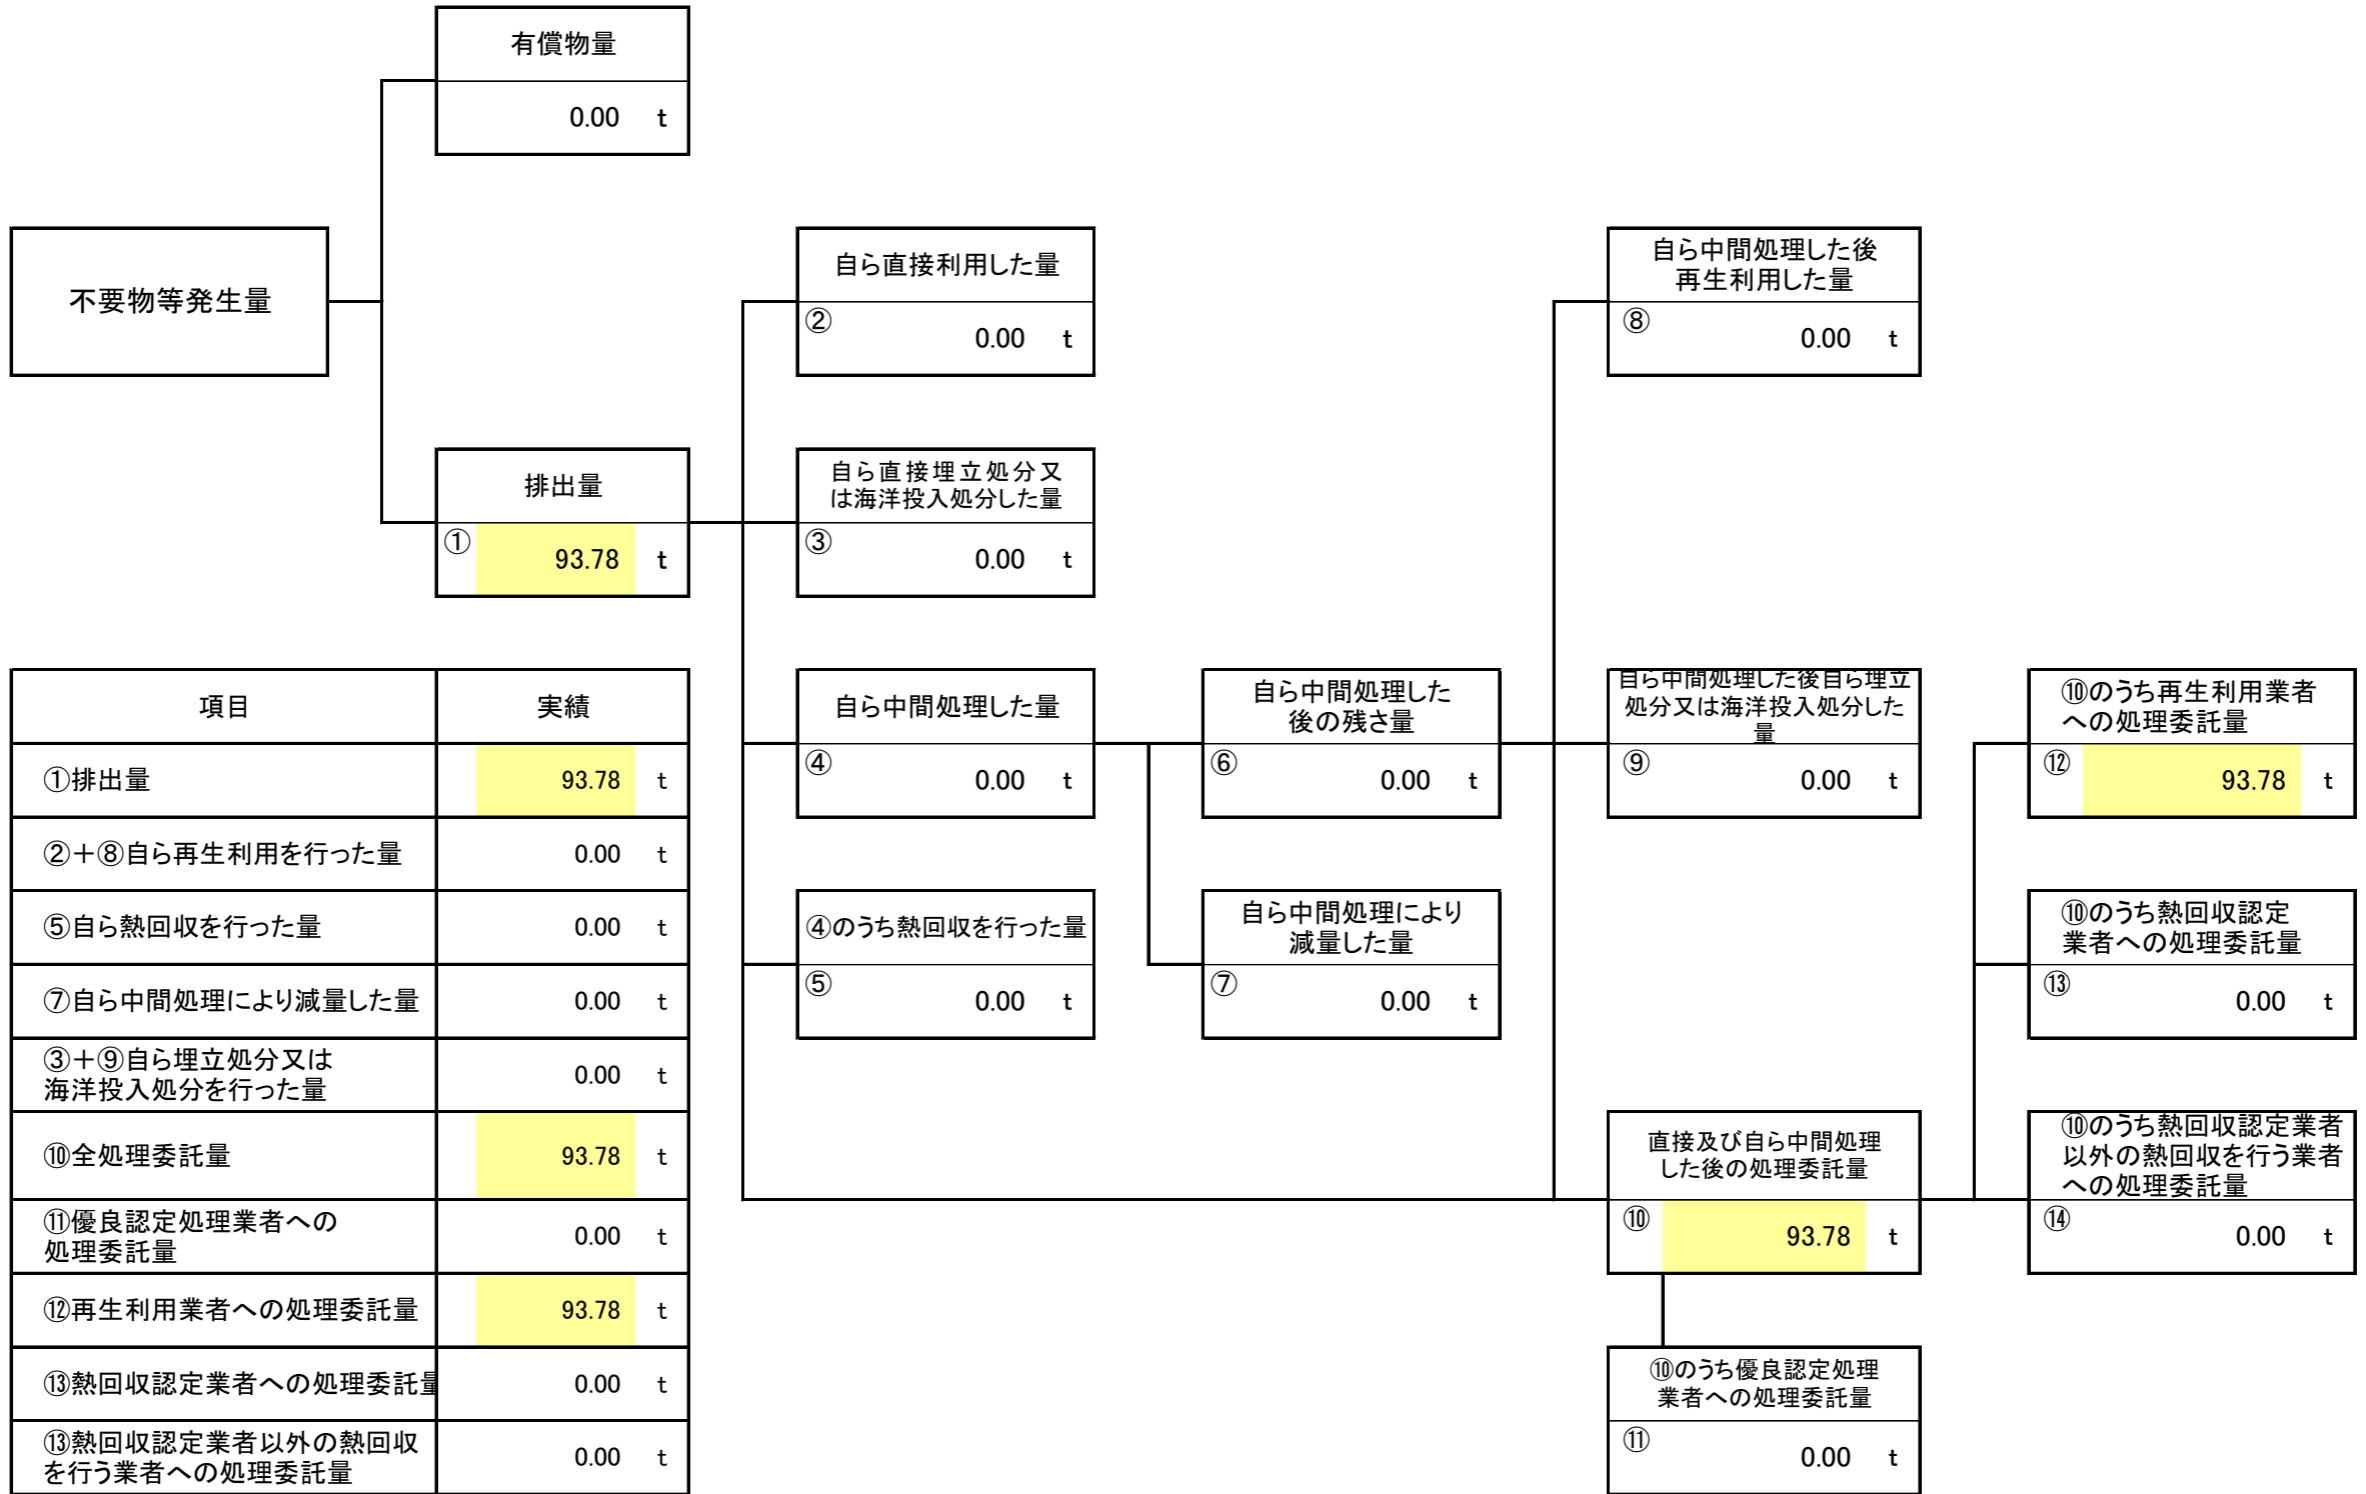 有償物量
0.00 t
不要物等発生量
自ら直接利用した量
② 0.00 t
自ら中間処理した後
再生利用した量
⑧ 0.00 t
排出量
① 93.78 t
自ら直接埋立処分又
は海洋投入処分した量
③ 0.00 t
項目 実績
①排出量 93.78 t
②+⑧自ら再生利用を行った量 0.00 t
⑤自ら熱回収を行った量 0.00 t
⑦自ら中間処理により減量した量 0.00 t
③+⑨自ら埋立処分又は
海洋投入処分を行った量 0.00 t
⑩全処理委託量 93.78 t
⑪優良認定処理業者への
処理委託量 0.00 t
⑫再生利用業者への処理委託量 93.78 t
⑬熱回収認定業者への処理委託量 0.00 t
⑬熱回収認定業者以外の熱回収
を行う業者への処理委託量 0.00 t
自ら中間処理した量
④ 0.00 t
自ら中間処理した
後の残さ量
⑥ 0.00 t
自ら中間処理した後自ら埋立
処分又は海洋投入処分した
量
⑨ 0.00 t
⑩のうち再生利用業者
への処理委託量
⑫ 93.78 t
④のうち熱回収を行った量
⑤ 0.00 t
自ら中間処理により
減量した量
⑦ 0.00 t
⑩のうち熱回収認定
業者への処理委託量
⑬ 0.00 t
直接及び自ら中間処理
した後の処理委託量
⑩ 93.78 t
⑩のうち熱回収認定業者
以外の熱回収を行う業者
への処理委託量
⑭ 0.00 t
⑩のうち優良認定処理
業者への処理委託量
⑪ 0.00 t